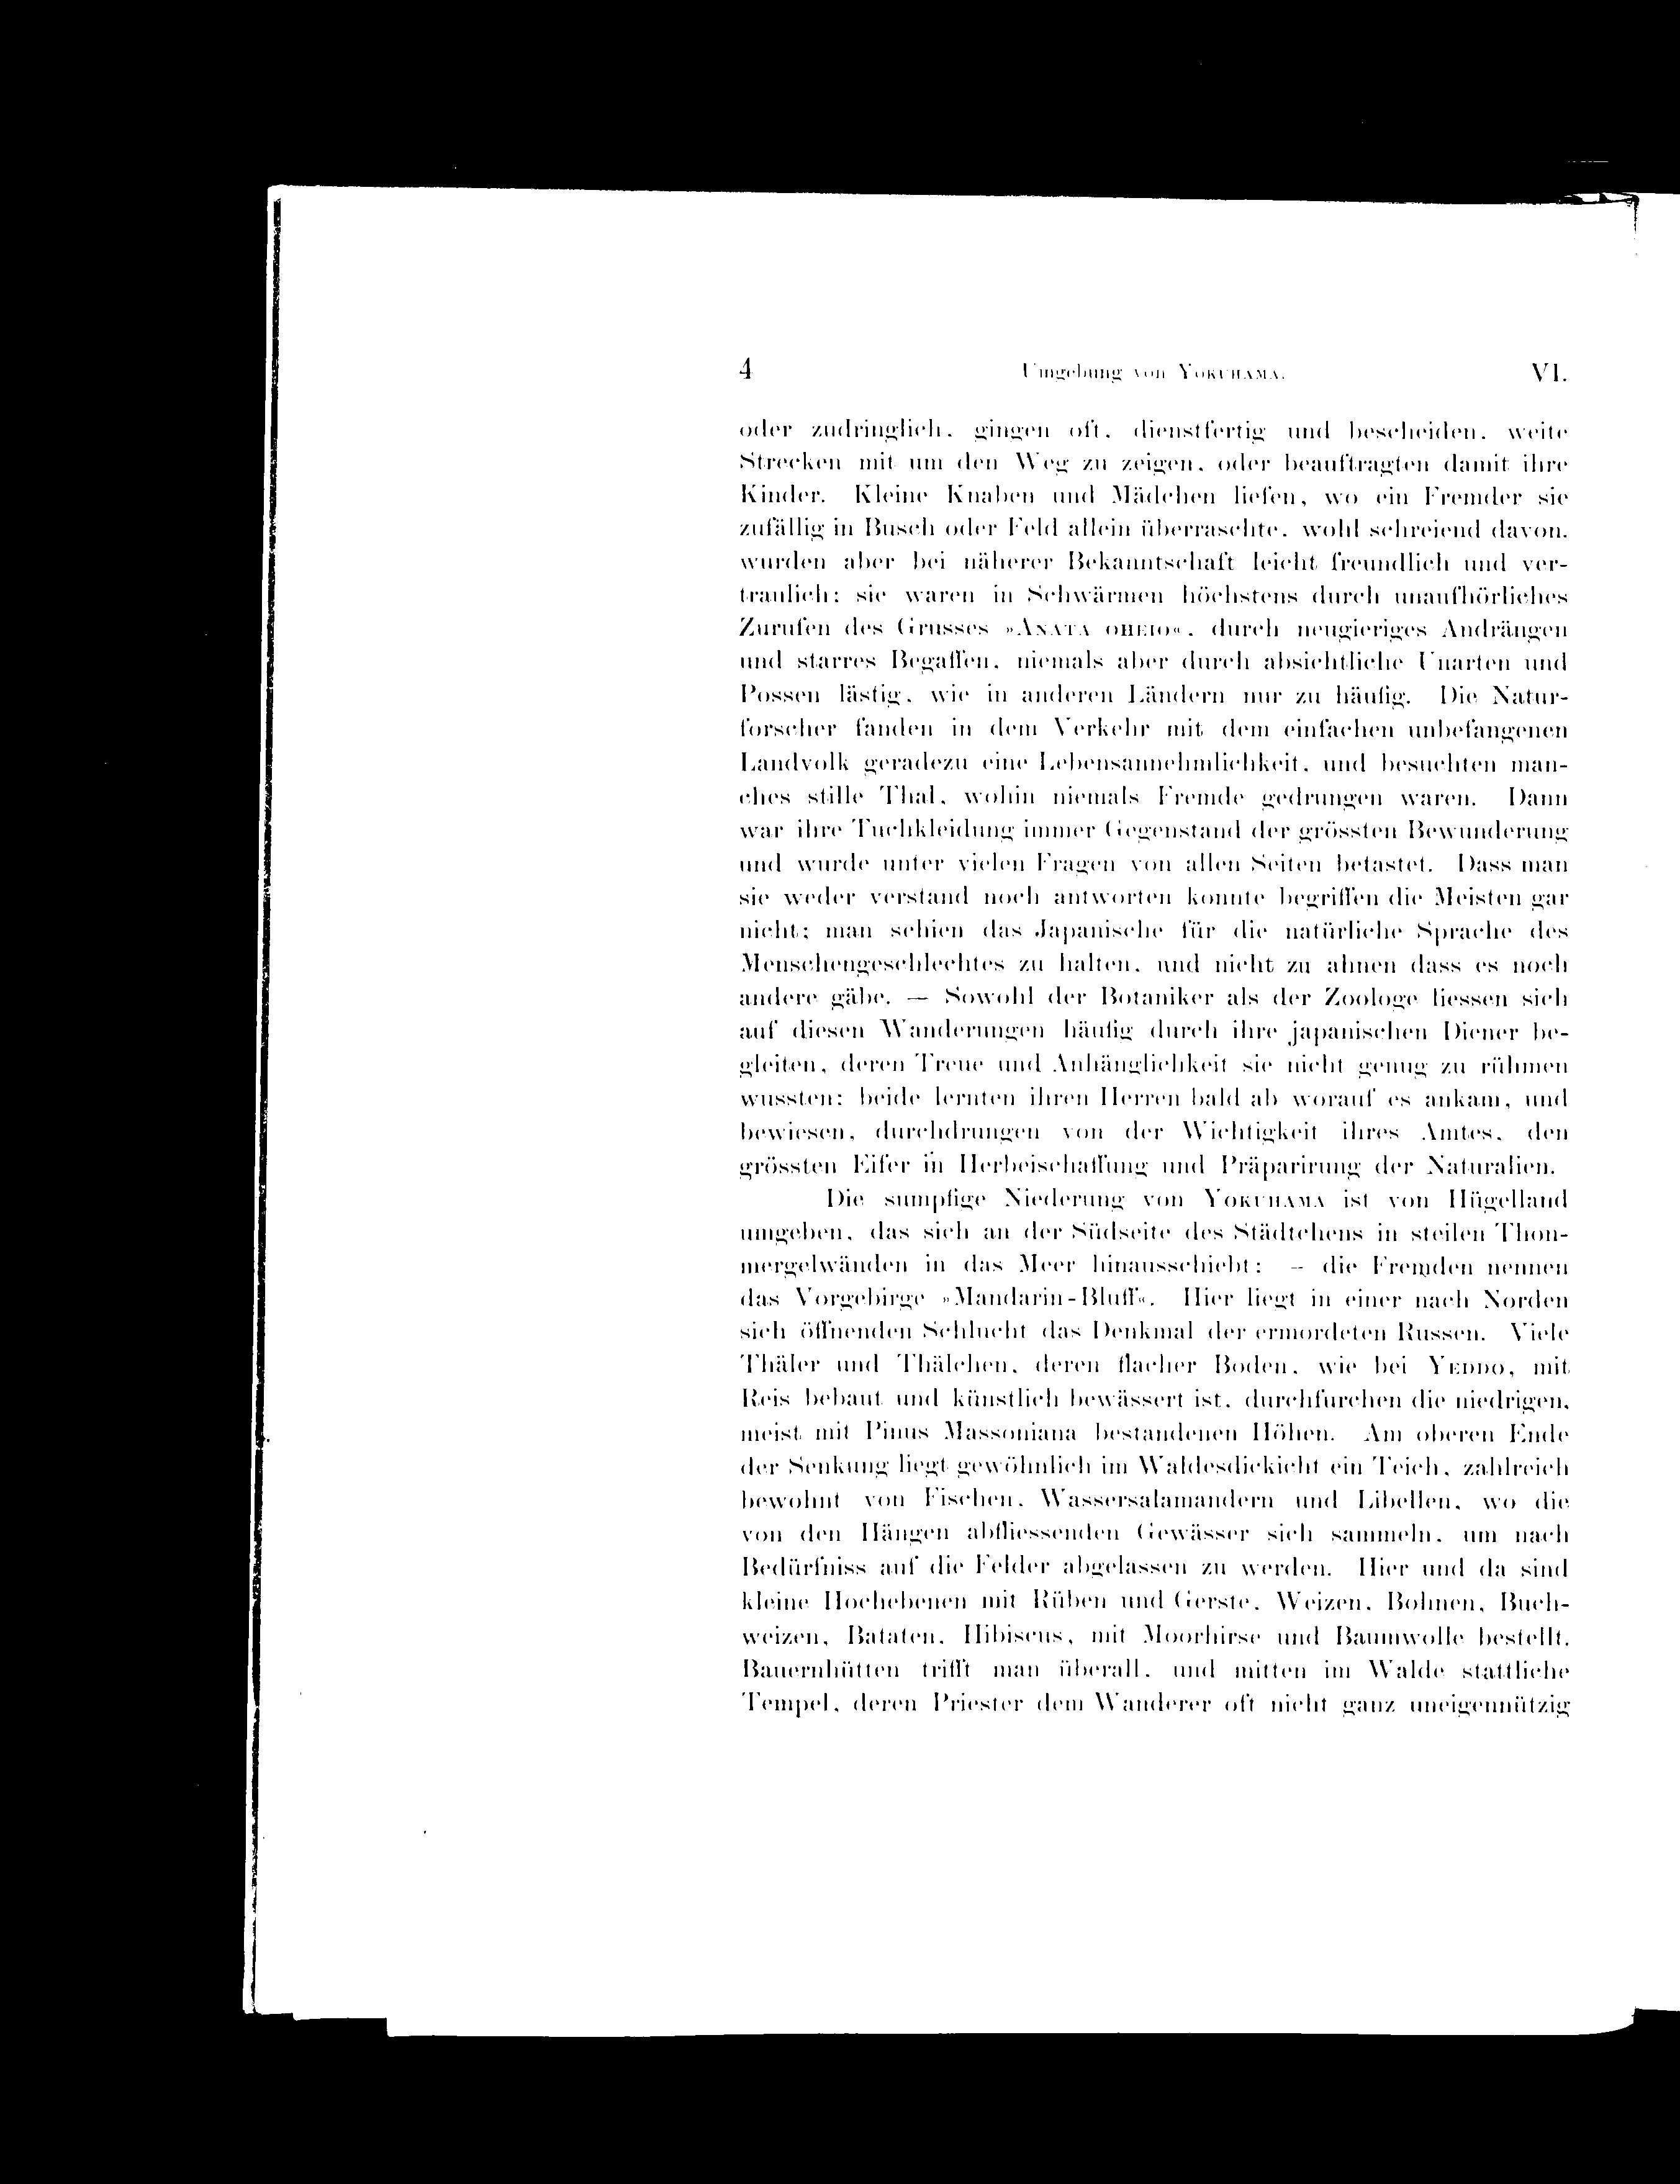 4 Umgebung von YOKUHAMA. VI.
oder zudringlich, gingen oft, dienstfertig und bescheiden, weite
Strecken mit um den Weg zu zeigen, oder beauftragten damit ihre
Kinder. Kleine Knaben und Mädchen liefen, wo ein Fremder sie
zufällig in Busch oder Feld allein überraschte, wohl schreiend davon,
wurden aber bei näherer Bekanntschaft leicht freundlich und ver-
traulich; sie waren in Schwärmen höchstens durch unaufhörliches
Zurufen des Grusses »ANATA OHEIO«, durch neugieriges Andrängen
und starres Begaffen, niemals aber durch absichtliche Unarten und
Possen lästig, wie in anderen Ländern nur zu häufig. Die Natur-
forscher fanden in dem Verkehr mit dem einfachen unbefangenen
Landvolk geradezu eine Lebensannehmlichkeit, und besuchten man-
ches stille Thal, wohin niemals Fremde gedrungen waren. Dann
war ihre Tuchkleidung immer Gegenstand der grössten Bewunderung
und wurde unter vielen Fragen von allen Seiten betastet. Dass man
sie weder verstand noch antworten konnte begriffen die Meisten gar
nicht; man schien das Japanische für die natürliche Sprache des
Menschengeschlechtes zu halten, und nicht zu ahnen dass es noch
andere gäbe. — Sowohl der Botaniker als der Zoologe liessen sich
auf diesen Wanderungen häufig durch ihre japanischen Diener be-
gleiten, deren Treue und Anhänglichkeit sie nicht genug zu rühmen
wussten; beide lernten ihren Herren bald ab worauf es ankam, und
bewiesen, durchdrungen von der Wichtigkeit ihres Amtes, den
grössten Eifer in Herbeischaffung und Präparirung der Naturalien.
Die sumpfige Niederung von YOKUHAMA ist von Hügelland
umgeben, das sich an der Südseite des Städtchens in steilen Thon-
mergelwänden in das Meer hinausschiebt; – die Fremden nennen
das Vorgebirge »Mandarin-Bluff«. Hier liegt in einer nach Norden
sich öffnenden Schlucht das Denkmal der ermordeten Russen. Viele
Thäler und Thälchen, deren flacher Boden, wie bei YEDDO, mit
Reis bebaut und künstlich bewässert ist, durchfurchen die niedrigen,
meist mit Pinus Massoniana bestandenen Höhen. Am oberen Ende
der Senkung liegt gewöhnlich im Waldesdickicht ein Teich, zahlreich
bewohnt von Fischen, Wassersalamandern und Libellen, wo die
von den Hängen abfliessenden Gewässer sich sammeln, um nach
Bedürfniss auf die Felder abgelassen zu werden. Hier und da sind
kleine Hochebenen mit Rüben und Gerste, Weizen, Bohnen, Buch-
weizen, Bataten, Hibiscus, mit Moorhirse und Baumwolle bestellt.
Bauernhütten trifft man überall, und mitten im Walde stattliche
Tempel, deren Priester dem Wanderer oft nicht ganz uneigennützig